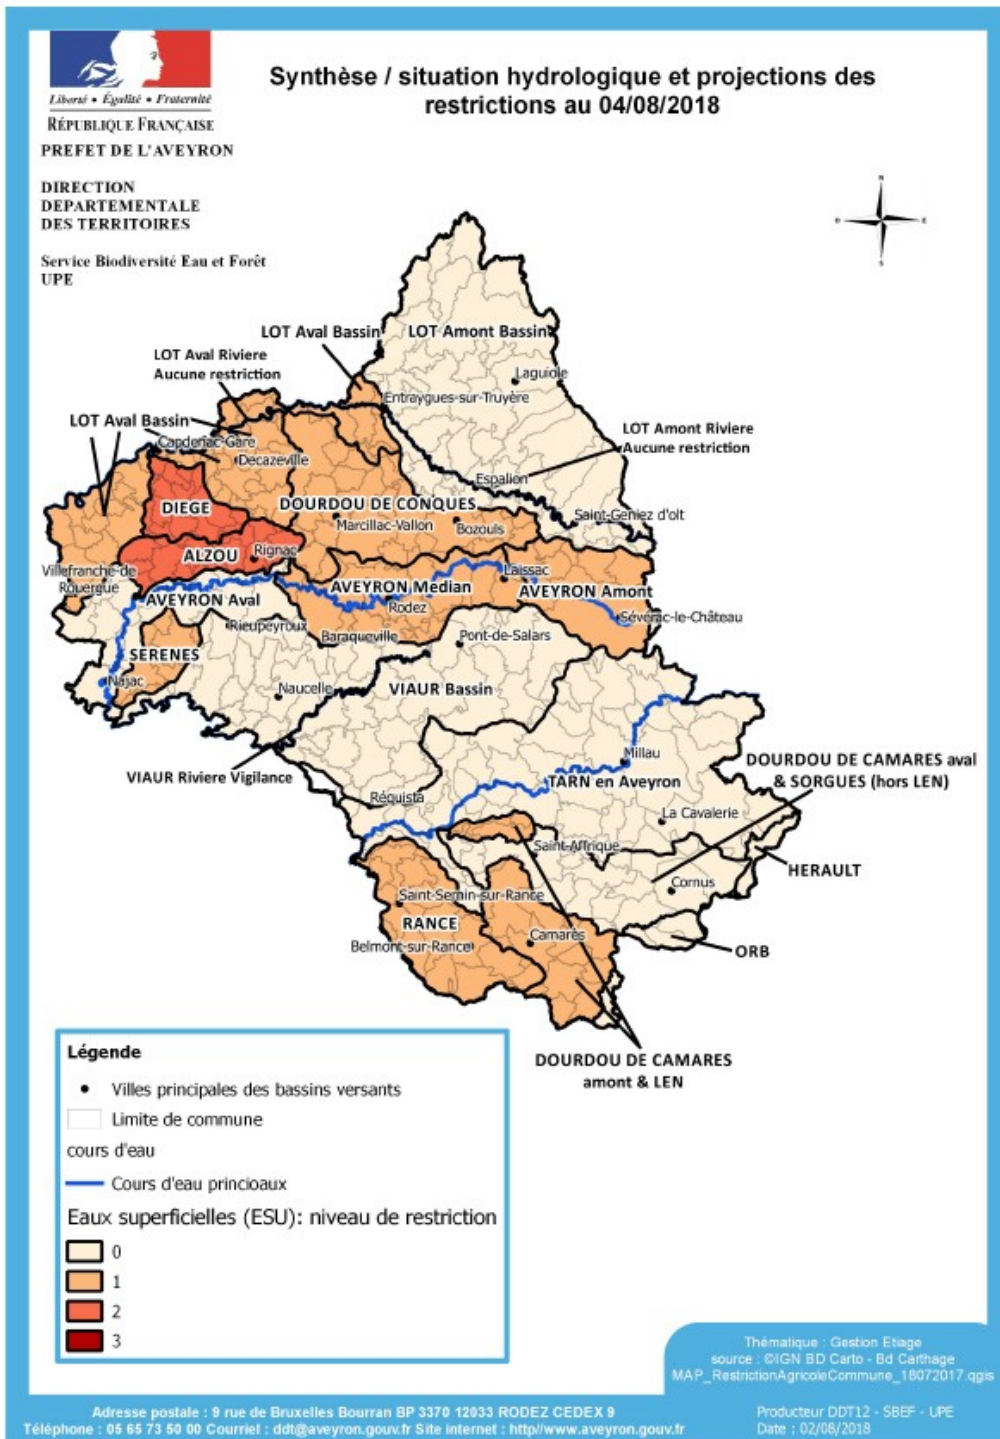 Synthèse / situation hydrologique et projections des
restrictions au 04/08/2018
Liberté • Égalité • Fraternité
RÉPUBLIQUE FRANÇAISE
PREFET DE L'AVEYRON
DIRECTION
DEPARTEMENTALE
DES TERRITOIRES
Service Biodiversité Eau et Forêt
UPE
N
O
E
S
LOT Aval Bassin
LOT Amont Bassin
LOT Aval Riviere
Aucune restriction
Laguiole
Entraygues-sur-Truyère
LOT Aval Bassin
LOT Amont Riviere
Aucune restriction
Capdenac-Gare
Decazeville
Espalion
DIEGE
DOURDOU DE CONQUES
Saint-Geniez d'olt
Marcillac-Vallon
Bozouls
ALZOU
Rignac
Villefranche-de
Rouergue
AVEYRON Aval
AVEYRON Median
Laissac
AVEYRON Amont
Rodez
Sévérac-le-Château
Rieupeyroux
Baraqueville
Pont-de-Salars
SERENES
Najac
Naucelle
VIAUR Bassin
VIAUR Riviere Vigilance
Millau
DOURDOU DE CAMARES aval
& SORGUES (hors LEN)
TARN en Aveyron
Réquista
La Cavalerie
Saint-Affrique
HERAULT
Cornus
Saint-Sernin-sur-Rance
RANCE
Camarès
Belmont-sur-Rance
ORB
DOURDOU DE CAMARES
amont & LEN
Légende
Villes principales des bassins versants
Limite de commune
cours d'eau
Cours d'eau princioaux
Eaux superficielles (ESU): niveau de restriction
0
1
2
3
Thématique : Gestion Etiage
source : ©IGN BD Carto - Bd Carthage
MAP_RestrictionAgricoleCommune_18072017.qgis
Adresse postale : 9 rue de Bruxelles Bourran BP 3370 12033 RODEZ CEDEX 9
Téléphone : 05 65 73 50 00 Courriel : ddt@aveyron.gouv.fr Site internet : http//www.aveyron.gouv.fr
Producteur DDT12 - SBEF - UPE
Date : 02/08/2018